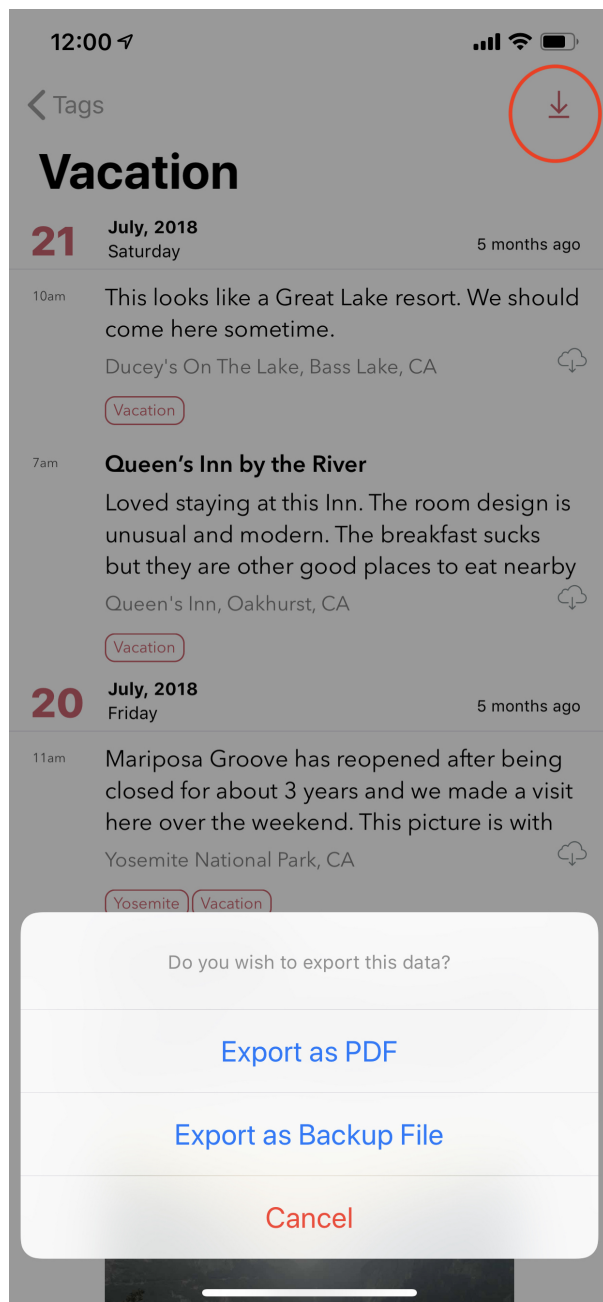 12:00
Tags
Vacation
21
July, 2018
Saturday
5 months ago
10am
This looks like a Great Lake resort. We should
come here sometime.
Ducey's On The Lake, Bass Lake, CA
Vacation
7am
Queen’s Inn by the River
Loved staying at this Inn. The room design is
unusual and modern. The breakfast sucks
but they are other good places to eat nearby
Queen's Inn, Oakhurst, CA
Vacation
20
July, 2018
Friday
5 months ago
11am
Mariposa Groove has reopened after being
closed for about 3 years and we made a visit
here over the weekend. This picture is with
Yosemite National Park, CA
Yosemite Vacation
Do you wish to export this data?
Export as PDF
Export as Backup File
Cancel